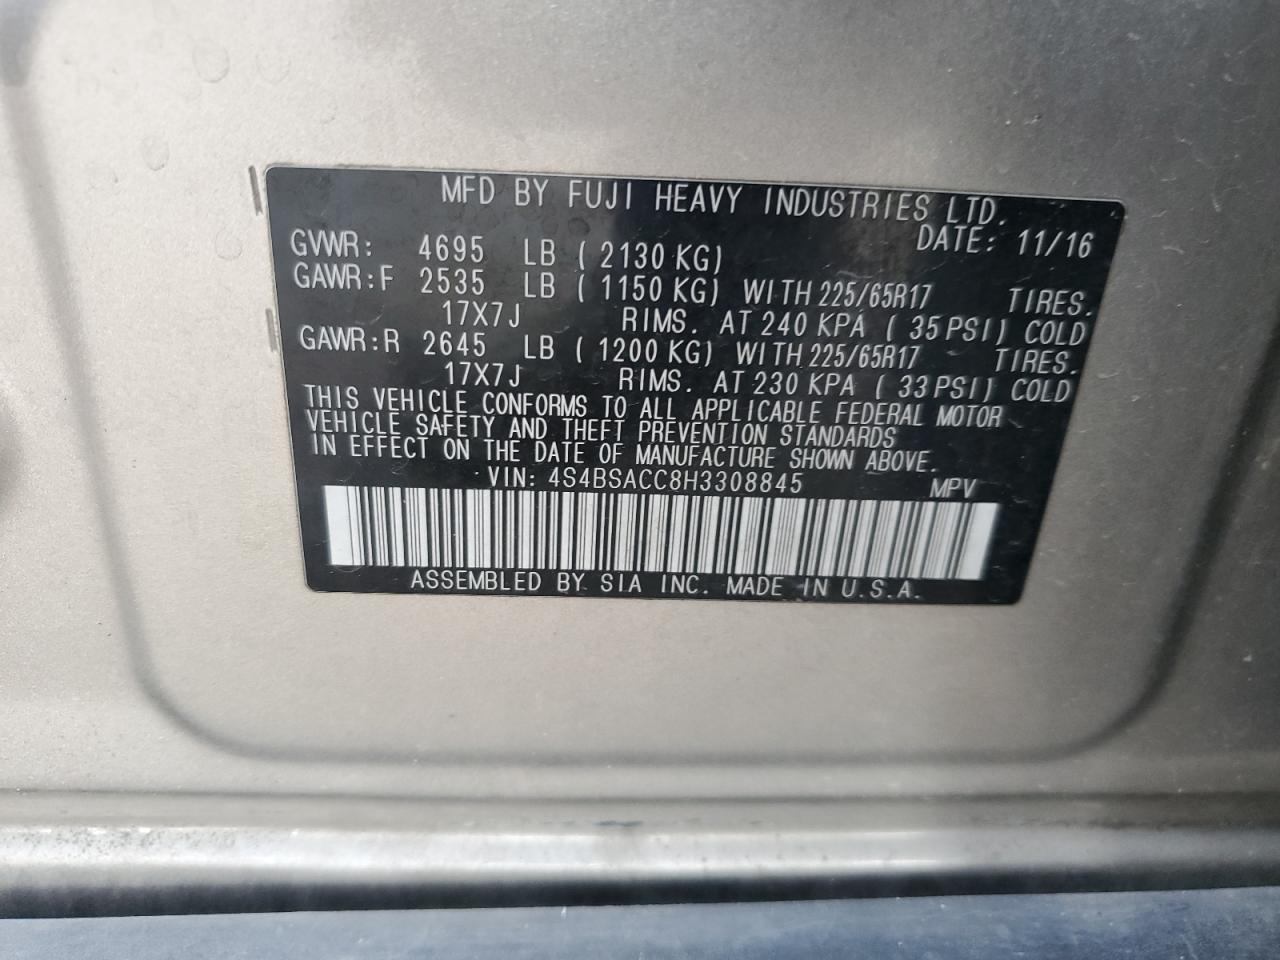 MFD BY FUJI HEAVY INDUSTRIES LTD.
DATE: 11/16
GVWR: 4695 LB ( 2130 KG)
GAWR:F 2535 LB ( 1150 KG) WITH 225/65R17 TIRES.
17X7J RIMS. AT 240 KPA ( 35 PSI) COLD
GAWR:R 2645 LB ( 1200 KG) WITH 225/65R17 TIRES.
17X7J RIMS. AT 230 KPA ( 33 PSI) COLD
THIS VEHICLE CONFORMS TO ALL APPLICABLE FEDERAL MOTOR
VEHICLE SAFETY AND THEFT PREVENTION STANDARDS
IN EFFECT ON THE DATE OF MANUFACTURE SHOWN ABOVE.
VIN: 4S4BSACC8H3308845 MPV
ASSEMBLED BY SIA INC. MADE IN U.S.A.